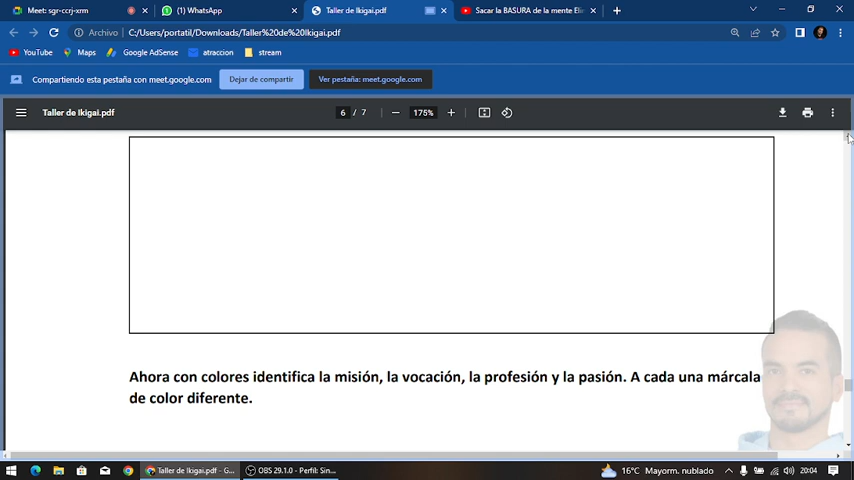 Meet: sgr-ccrj-xrm
(1) WhatsApp
Taller de Ikigai.pdf
Sacar la BASURA de la mente Eli
Archivo
C:/Users/portatil/Downloads/Taller%20de%20Ikigai.pdf
YouTube
Maps
Google AdSense
atraccion
stream
Compartiendo esta pestaña con meet.google.com
Dejar de compartir
Ver pestaña: meet.google.com
Taller de Ikigai.pdf
6 / 7
175%
Ahora con colores identifica la misión, la vocación, la profesión y la pasión. A cada una márcala
de color diferente.
Taller de Ikigai.pdf - G...
OBS 29.1.0 - Perfil: Sin...
16°C Mayorm. nublado
20:04